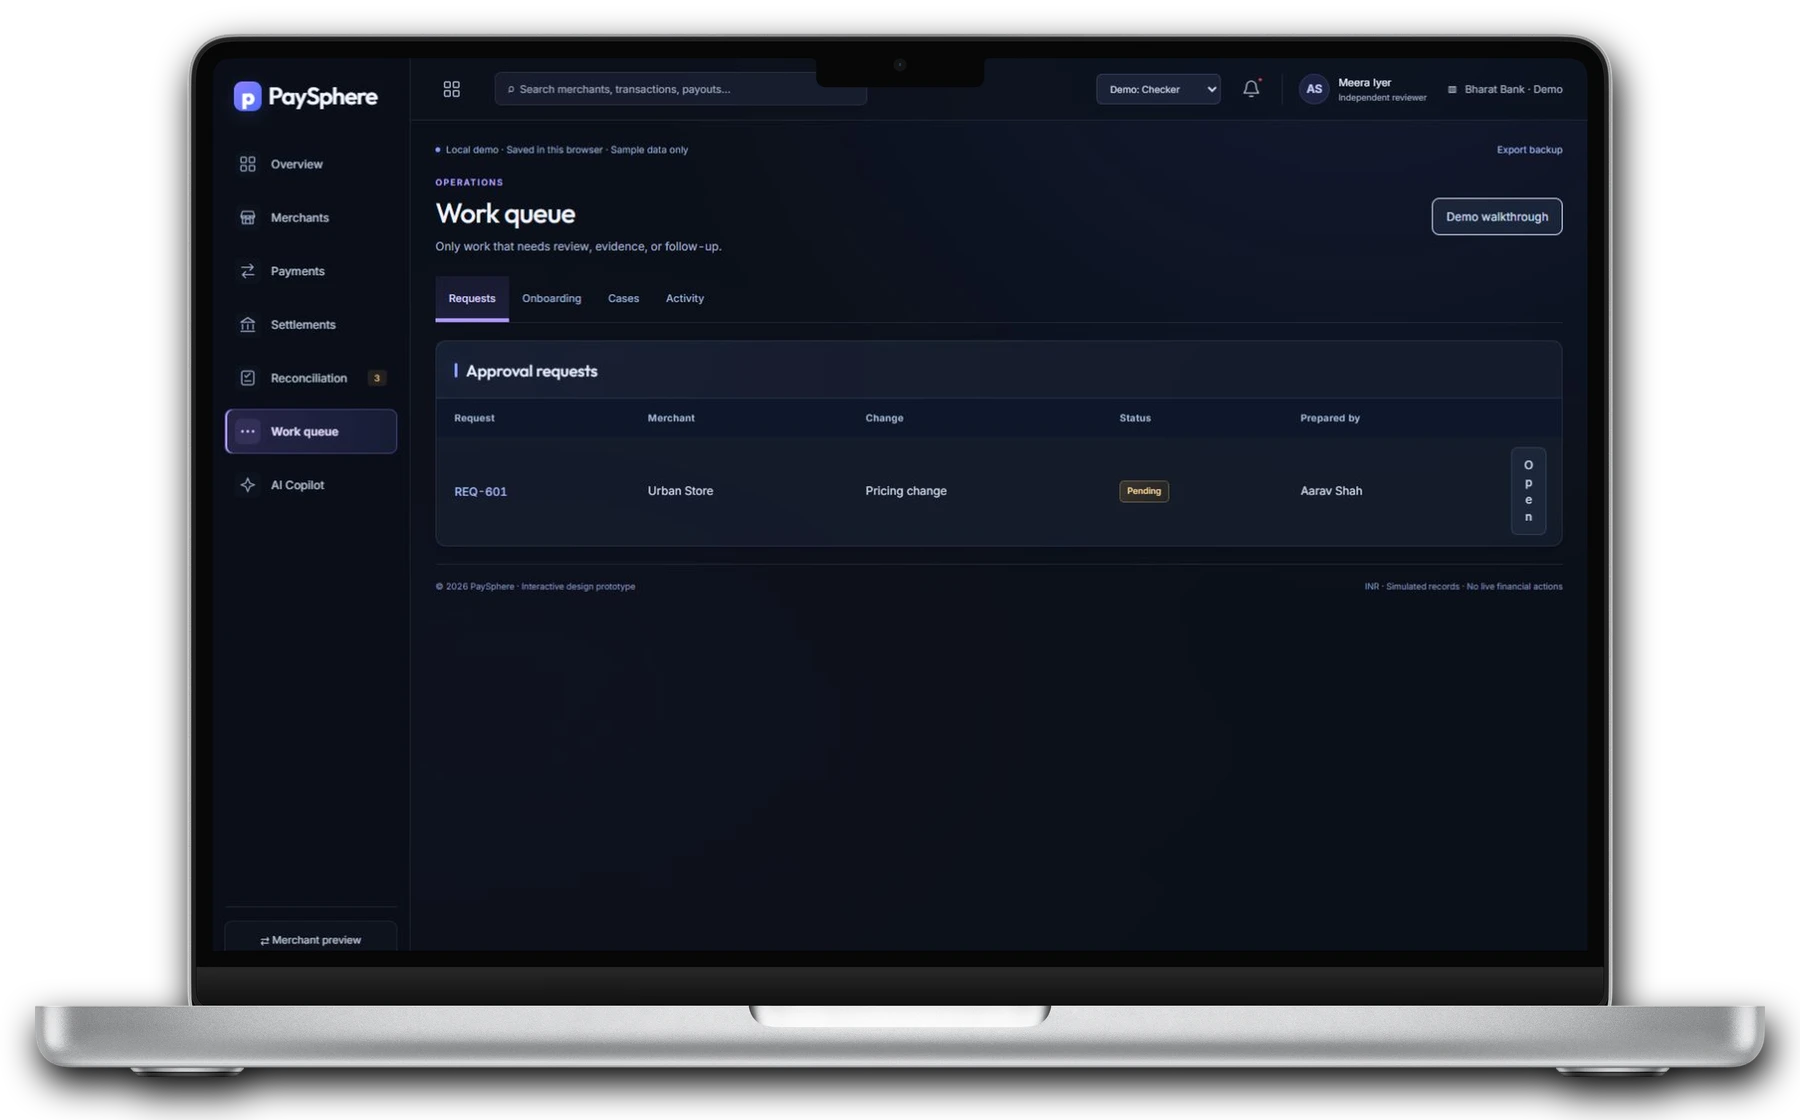 p PaySphere
Search merchants, transactions, payouts...
Demo: Checker
AS
Meera Iyer
Independent reviewer
Bharat Bank · Demo
Overview
Merchants
Payments
Settlements
Reconciliation 3
Work queue
AI Copilot
Merchant preview
Local demo · Saved in this browser · Sample data only
Export backup
OPERATIONS
Work queue
Demo walkthrough
Only work that needs review, evidence, or follow-up.
Requests Onboarding Cases Activity
Approval requests
Request Merchant Change Status Prepared by
REQ-601 Urban Store Pricing change Pending Aarav Shah
O
p
e
n
© 2026 PaySphere · Interactive design prototype
INR · Simulated records · No live financial actions